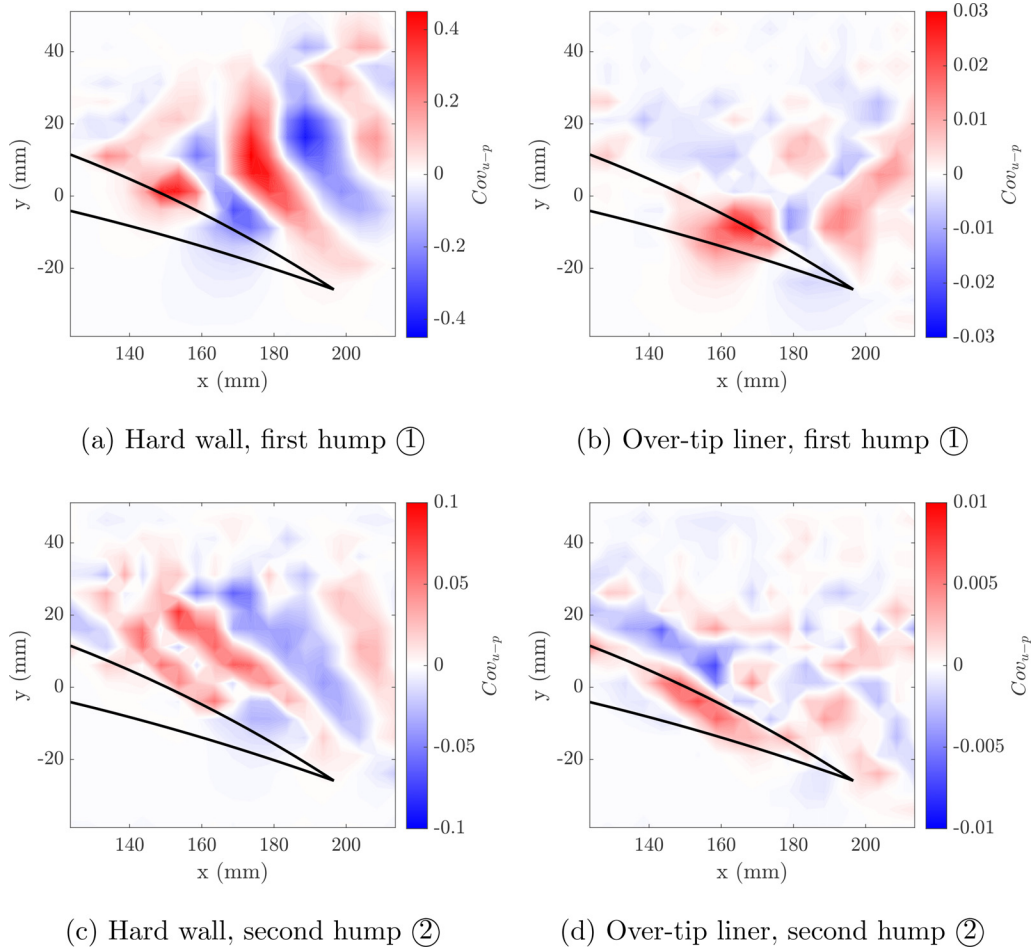 40
20
0
-20
y (mm)
140 160 180 200
x (mm)
0.4
0.2
0
-0.2
-0.4
Cov_{u-p}
40
20
0
-20
y (mm)
140 160 180 200
x (mm)
0.03
0.02
0.01
0
-0.01
-0.02
-0.03
Cov_{u-p}
(a) Hard wall, first hump ①
(b) Over-tip liner, first hump ①
40
20
0
-20
y (mm)
140 160 180 200
x (mm)
0.1
0.05
0
-0.05
-0.1
Cov_{u-p}
40
20
0
-20
y (mm)
140 160 180 200
x (mm)
0.01
0.005
0
-0.005
-0.01
Cov_{u-p}
(c) Hard wall, second hump ②
(d) Over-tip liner, second hump ②